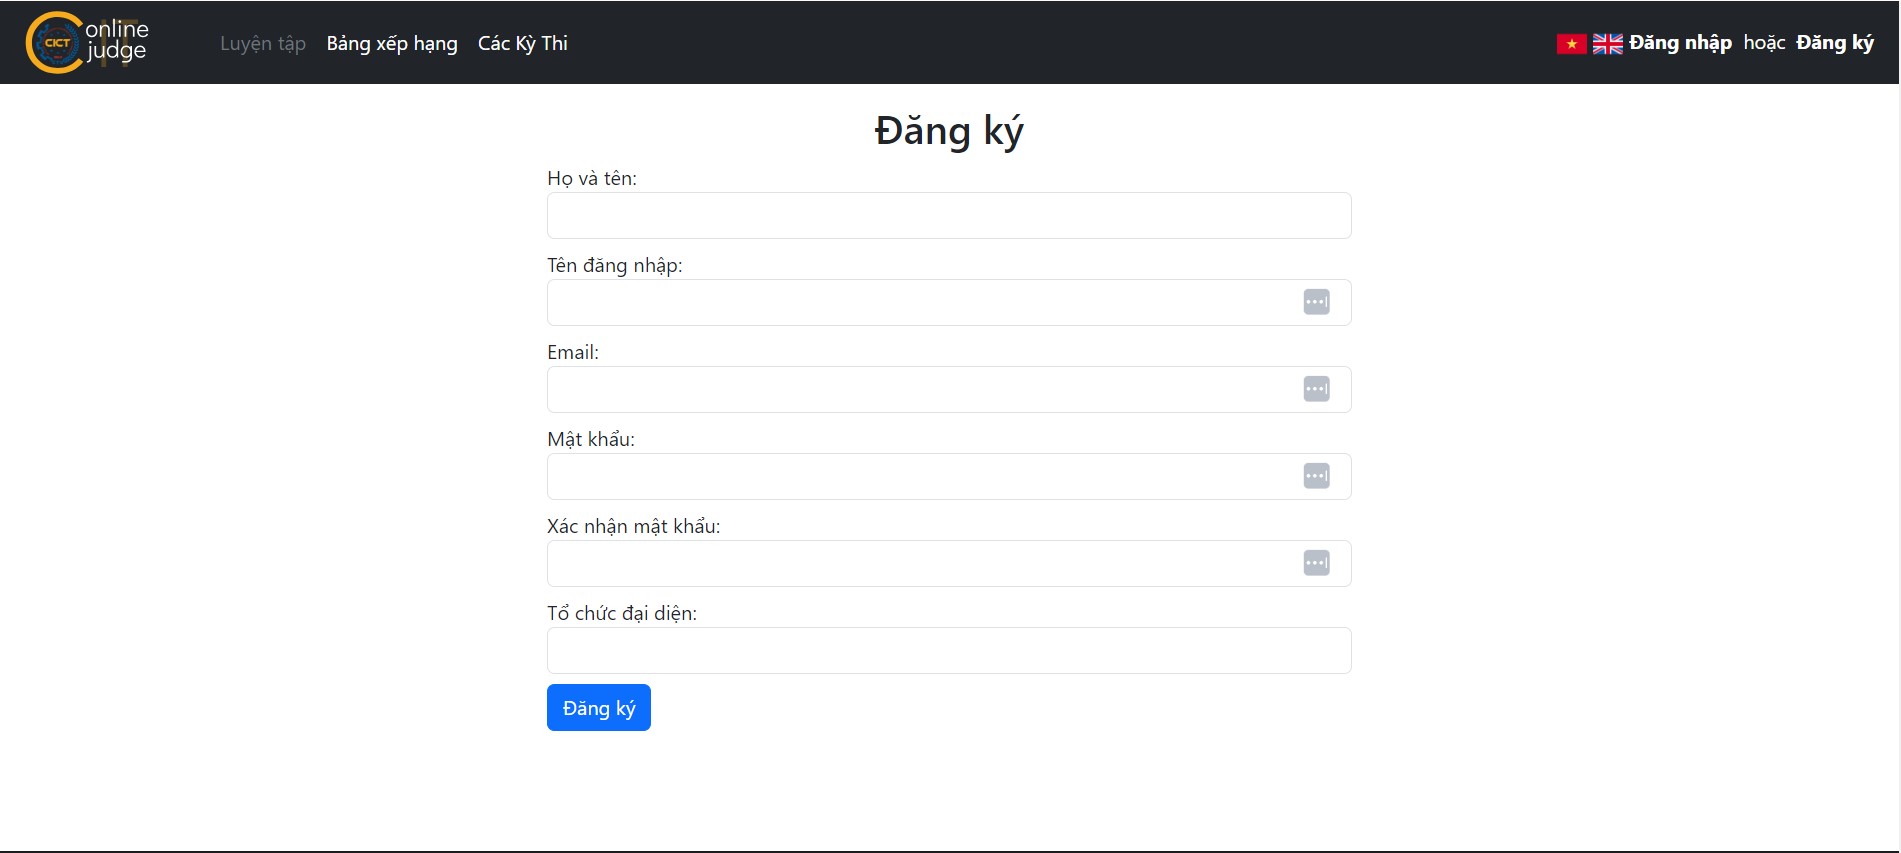 CICT online judge
Luyện tập Bảng xếp hạng Các Kỳ Thi Đăng nhập hoặc Đăng ký
Đăng ký
Họ và tên:
Tên đăng nhập:
Email:
Mật khẩu:
Xác nhận mật khẩu:
Tổ chức đại diện:
Đăng ký